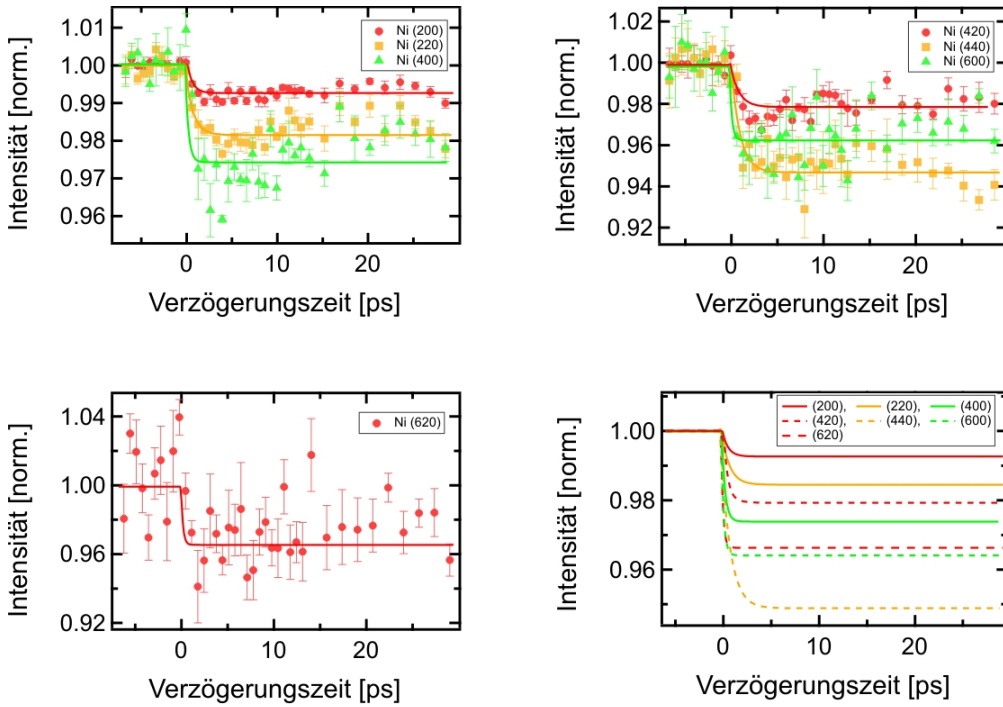 Intensität [norm.]
1.01
1.00
0.99
0.98
0.97
0.96
Ni (200)
Ni (220)
Ni (400)
0
10
20
Verzögerungszeit [ps]
Intensität [norm.]
1.02
1.00
0.98
0.96
0.94
0.92
Ni (420)
Ni (440)
Ni (600)
0
10
20
Verzögerungszeit [ps]
Intensität [norm.]
1.04
1.00
0.96
0.92
Ni (620)
0
10
20
Verzögerungszeit [ps]
Intensität [norm.]
1.00
0.98
0.96
(200), (220), (400)
(420), (440), (600)
(620)
0
10
20
Verzögerungszeit [ps]